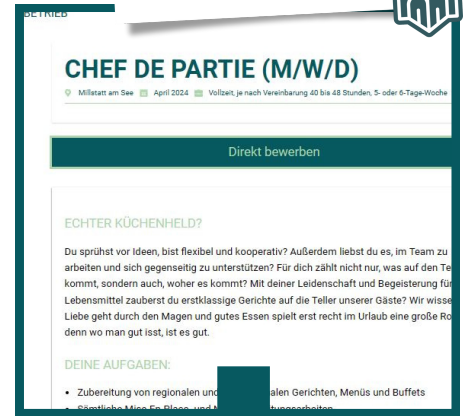 BETRIEB
CHEF DE PARTIE (M/W/D)
Millstatt am See April 2024 Vollzeit, je nach Vereinbarung 40 bis 48 Stunden, 5- oder 6-Tage-Woche
Direkt bewerben
ECHTER KÜCHENHELD?
Du sprühst vor Ideen, bist flexibel und kooperativ? Außerdem liebst du es, im Team zu
arbeiten und sich gegenseitig zu unterstützen? Für dich zählt nicht nur, was auf den Te
kommt, sondern auch, woher es kommt? Mit deiner Leidenschaft und Begeisterung für
Lebensmittel zauberst du erstklassige Gerichte auf die Teller unserer Gäste? Wir wisse
Liebe geht durch den Magen und gutes Essen spielt erst recht im Urlaub eine große Ro
denn wo man gut isst, ist es gut.
DEINE AUFGABEN:
• Zubereitung von regionalen und alen Gerichten, Menüs und Buffets
• Sämtliche Mise En Place- und